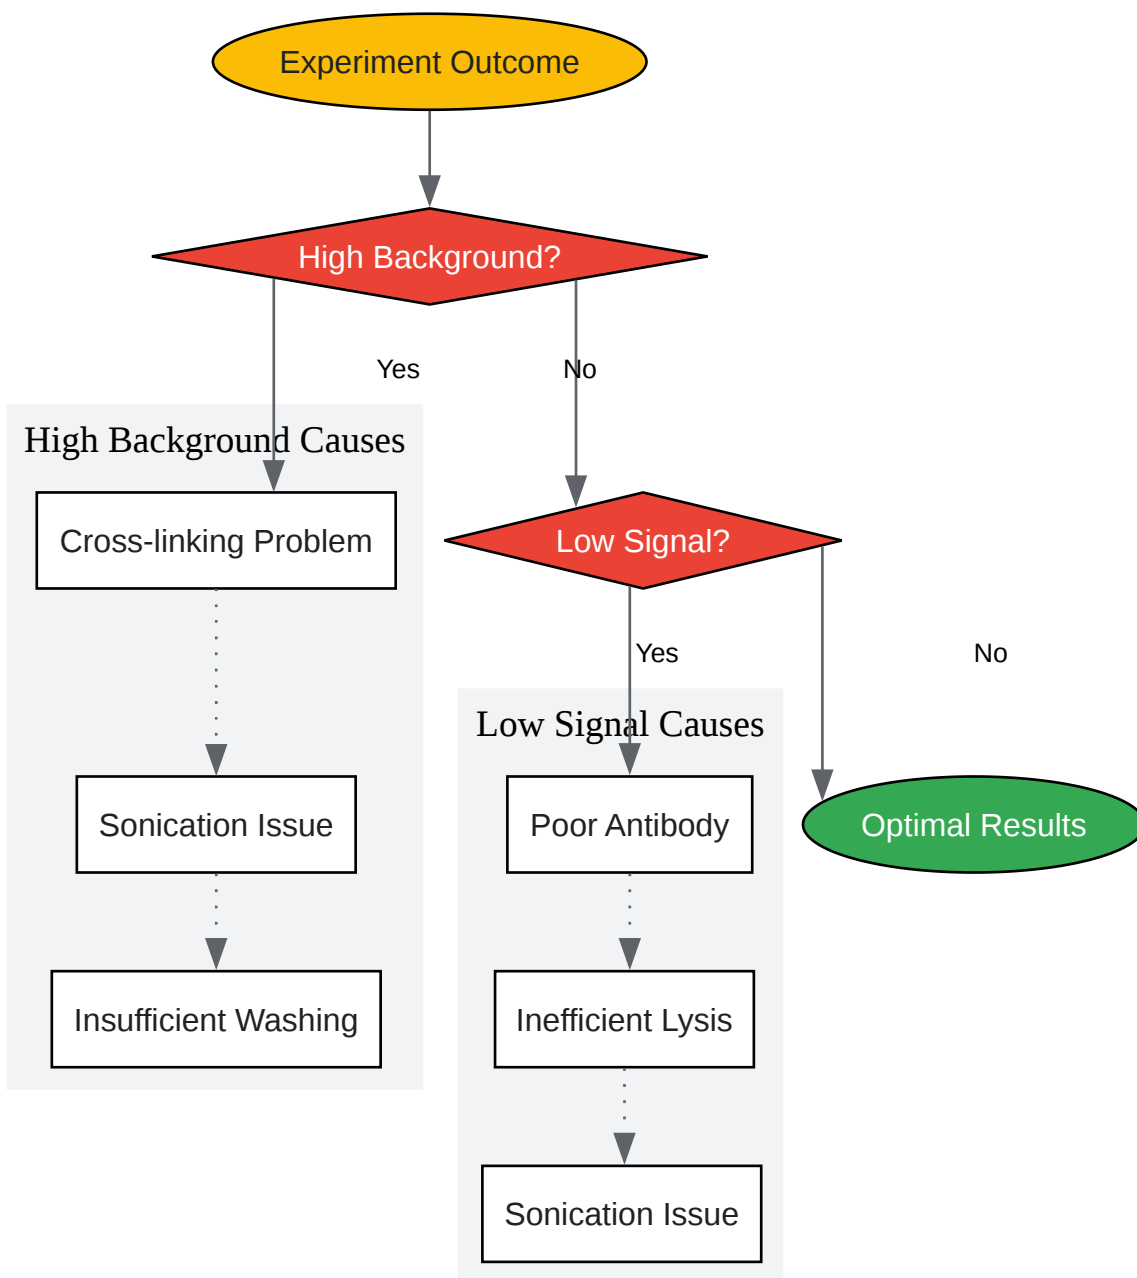 Experiment Outcome
High Background?
Yes
No
High Background Causes
Cross-linking Problem
Low Signal?
Yes
No
Low Signal Causes
Sonication Issue
Poor Antibody
Optimal Results
Insufficient Washing
Inefficient Lysis
Sonication Issue